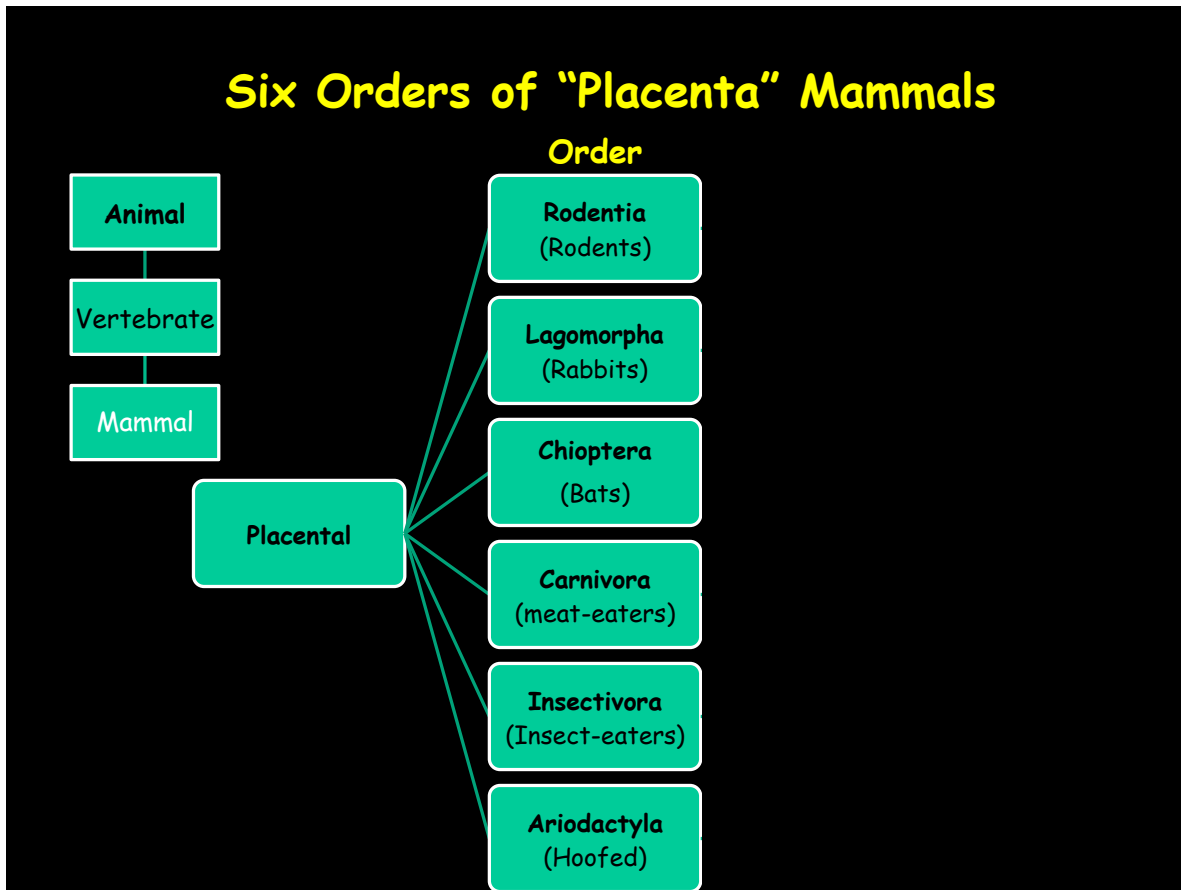 Six Orders of “Placenta” Mammals
Order
Animal
Vertebrate
Mammal
Placental
Rodentia
(Rodents)
Lagomorpha
(Rabbits)
Chioptera
(Bats)
Carnivora
(meat-eaters)
Insectivora
(Insect-eaters)
Ariodactyla
(Hoofed)